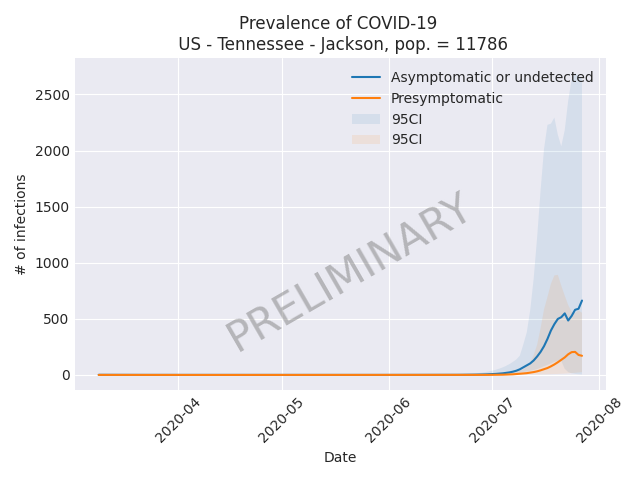 Prevalence of COVID-19
US - Tennessee - Jackson, pop. = 11786
Asymptomatic or undetected
Presymptomatic
95CI
95CI
2500
2000
1500
1000
500
0
# of infections
PRELIMINARY
2020-04
2020-05
2020-06
2020-07
2020-08
Date